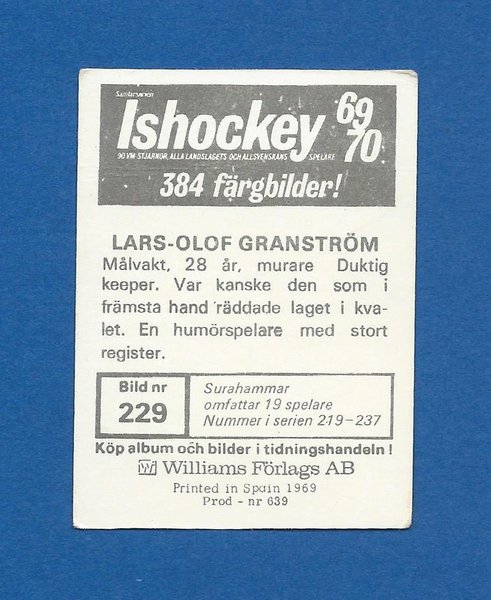 Samlarserien
Ishockey 69
70
90 VM-STJÄRNOR, ALLA LANDSLAGETS OCH ALLSVENSKANS SPELARE
384 färgbilder!
LARS-OLOF GRANSTRÖM
Målvakt, 28 år, murare Duktig
keeper. Var kanske den som i
främsta hand räddade laget i kva-
let. En humörspelare med stort
register.
Bild nr
229
Surahammar
omfattar 19 spelare
Nummer i serien 219-237
Köp album och bilder i tidningshandeln!
W Williams Förlags AB
Printed in Spain 1969
Prod - nr 639